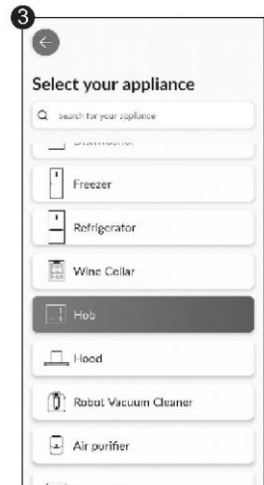 3
Select your appliance
Search for your appliance
Dishwasher
Freezer
Refrigerator
Wine Cellar
Hob
Hood
Robot Vacuum Cleaner
Air purifier